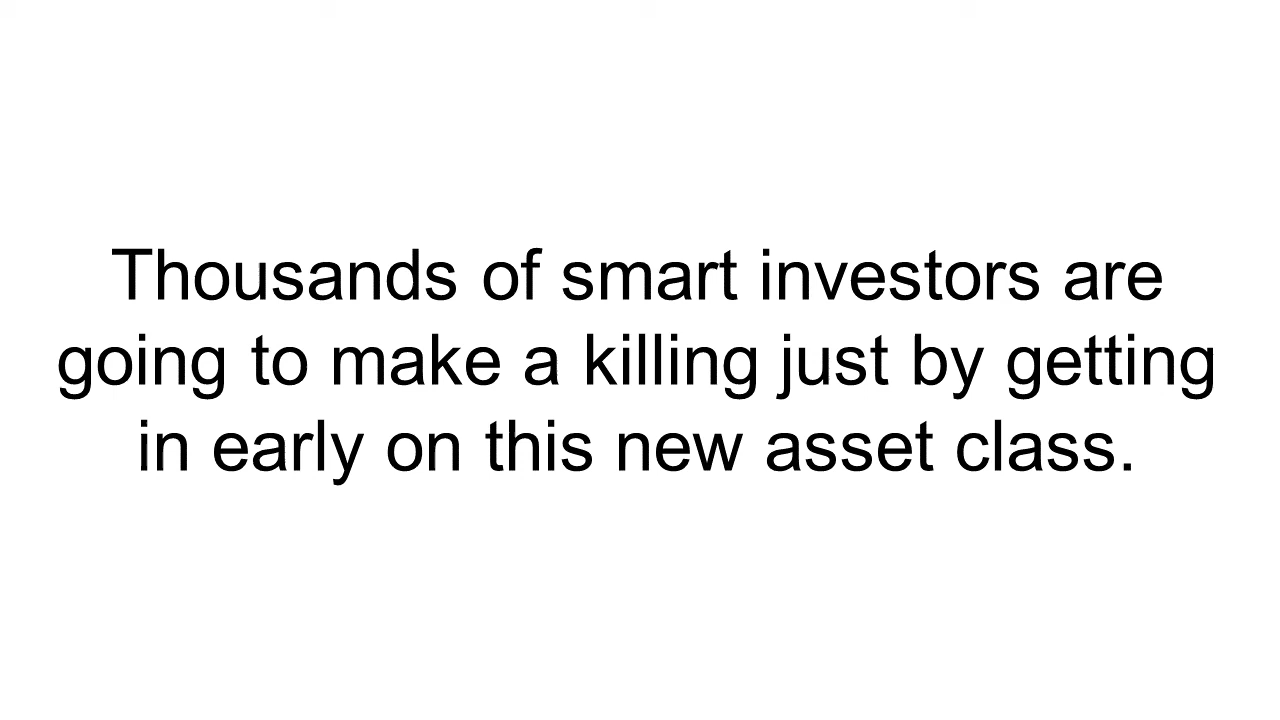 Thousands of smart investors are
going to make a killing just by getting
in early on this new asset class.